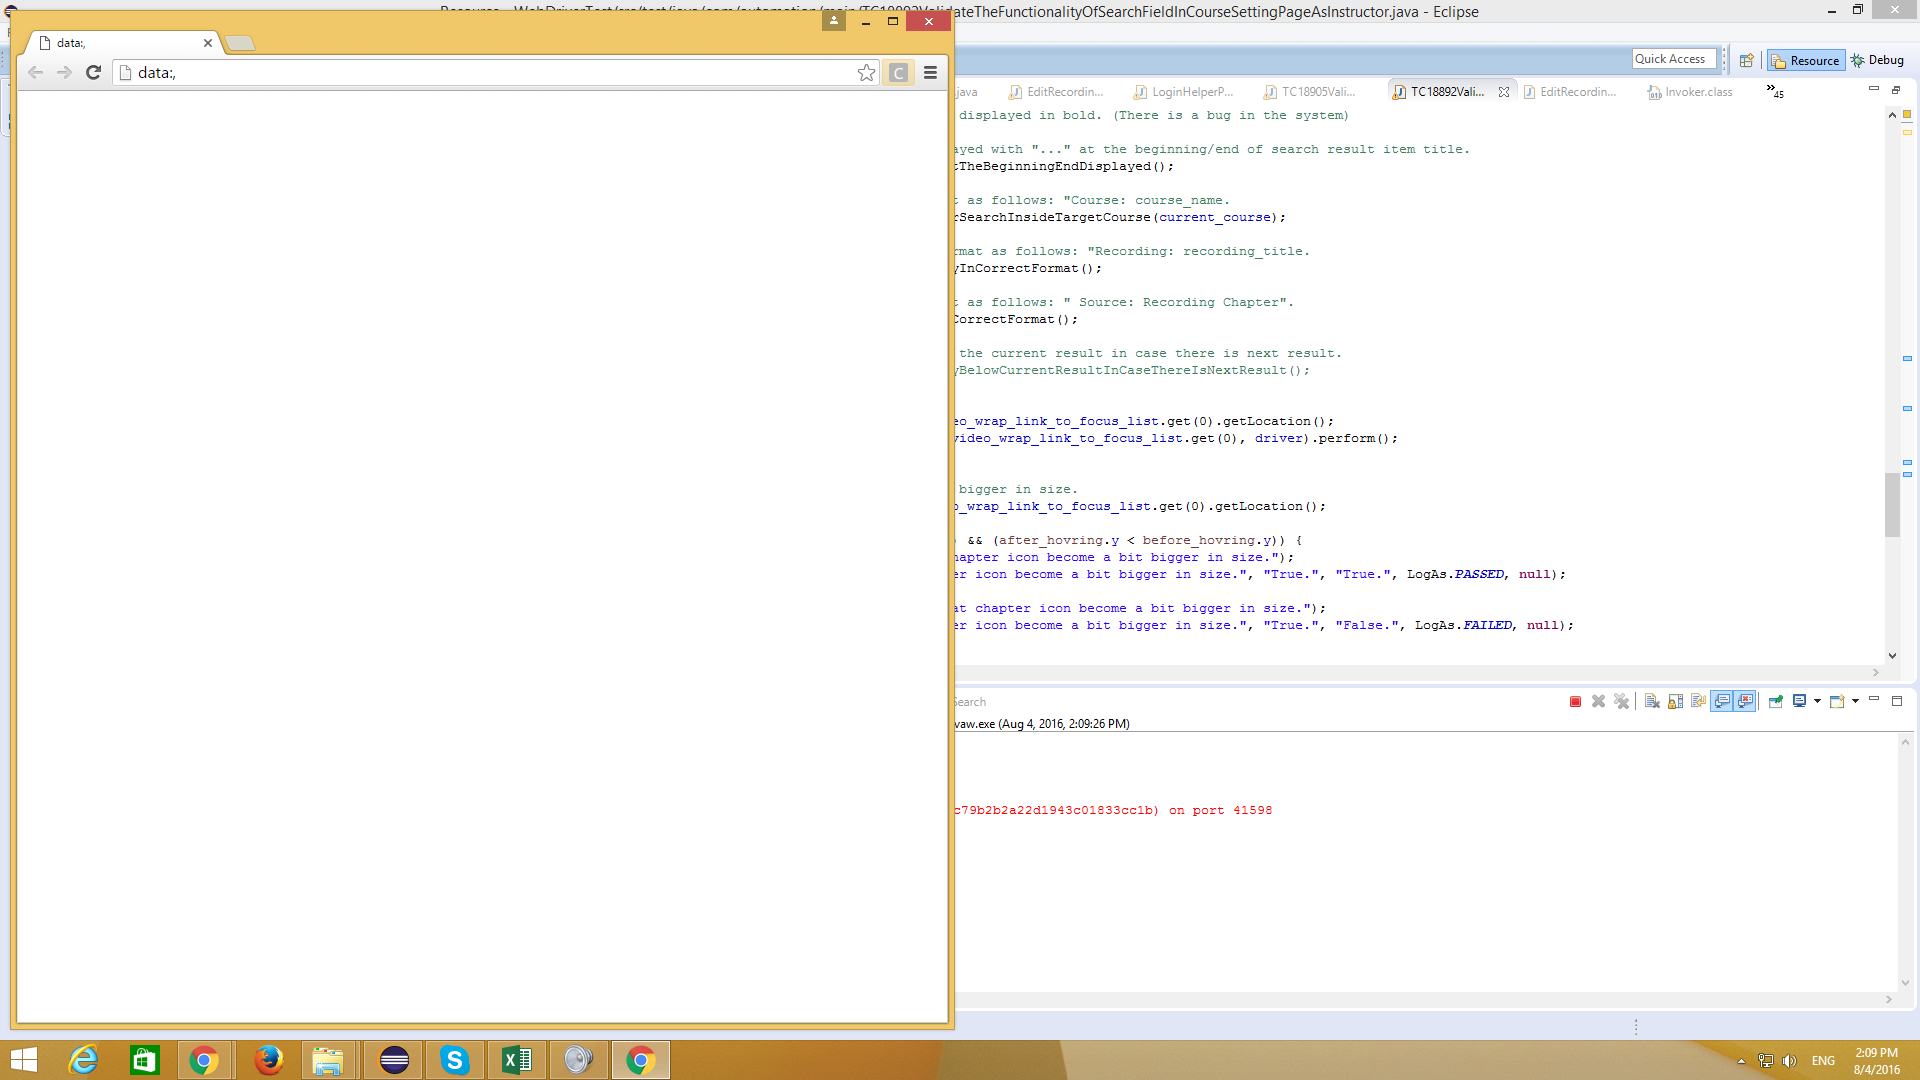 ValidateTheFunctionalityOfSearchFieldInCourseSettingPageAsInstructor.java - Eclipse
data:,
data:,
C
Quick Access
Resource
Debug
.java
EditRecordin...
LoginHelperP...
TC18905Vali...
TC18892Vali...
EditRecordin...
Invoker.class
»45
displayed in bold. (There is a bug in the system)
ayed with "..." at the beginning/end of search result item title.
tTheBeginningEndDisplayed();
t as follows: "Course: course_name.
rSearchInsideTargetCourse(current_course);
rmat as follows: "Recording: recording_title.
yInCorrectFormat();
t as follows: " Source: Recording Chapter".
CorrectFormat();
the current result in case there is next result.
yBelowCurrentResultInCaseThereIsNextResult();
eo_wrap_link_to_focus_list.get(0).getLocation();
video_wrap_link_to_focus_list.get(0), driver).perform();
bigger in size.
o_wrap_link_to_focus_list.get(0).getLocation();
) && (after_hovring.y < before_hovring.y)) {
hapter icon become a bit bigger in size.");
er icon become a bit bigger in size.", "True.", "True.", LogAs.PASSED, null);
at chapter icon become a bit bigger in size.");
er icon become a bit bigger in size.", "True.", "False.", LogAs.FAILED, null);
Search
vaw.exe (Aug 4, 2016, 2:09:26 PM)
c79b2b2a22d1943c01833cc1b) on port 41598
ENG
2:09 PM
8/4/2016